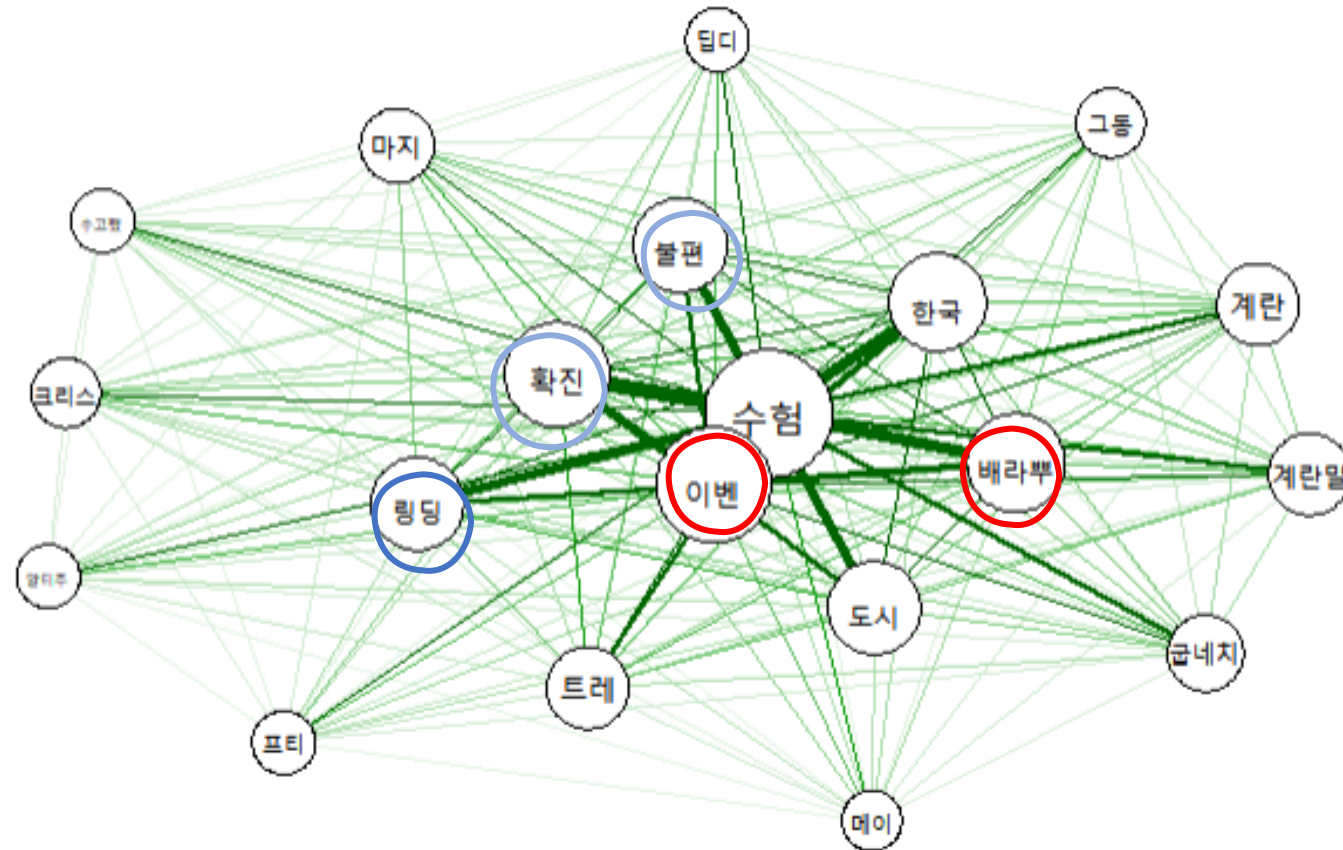 딥디
그동
마지
불편
한국
계란
확진
크리스
수험
배라뿌
계란말
이벤
링딩
도시
굽네치
트레
프티
메이